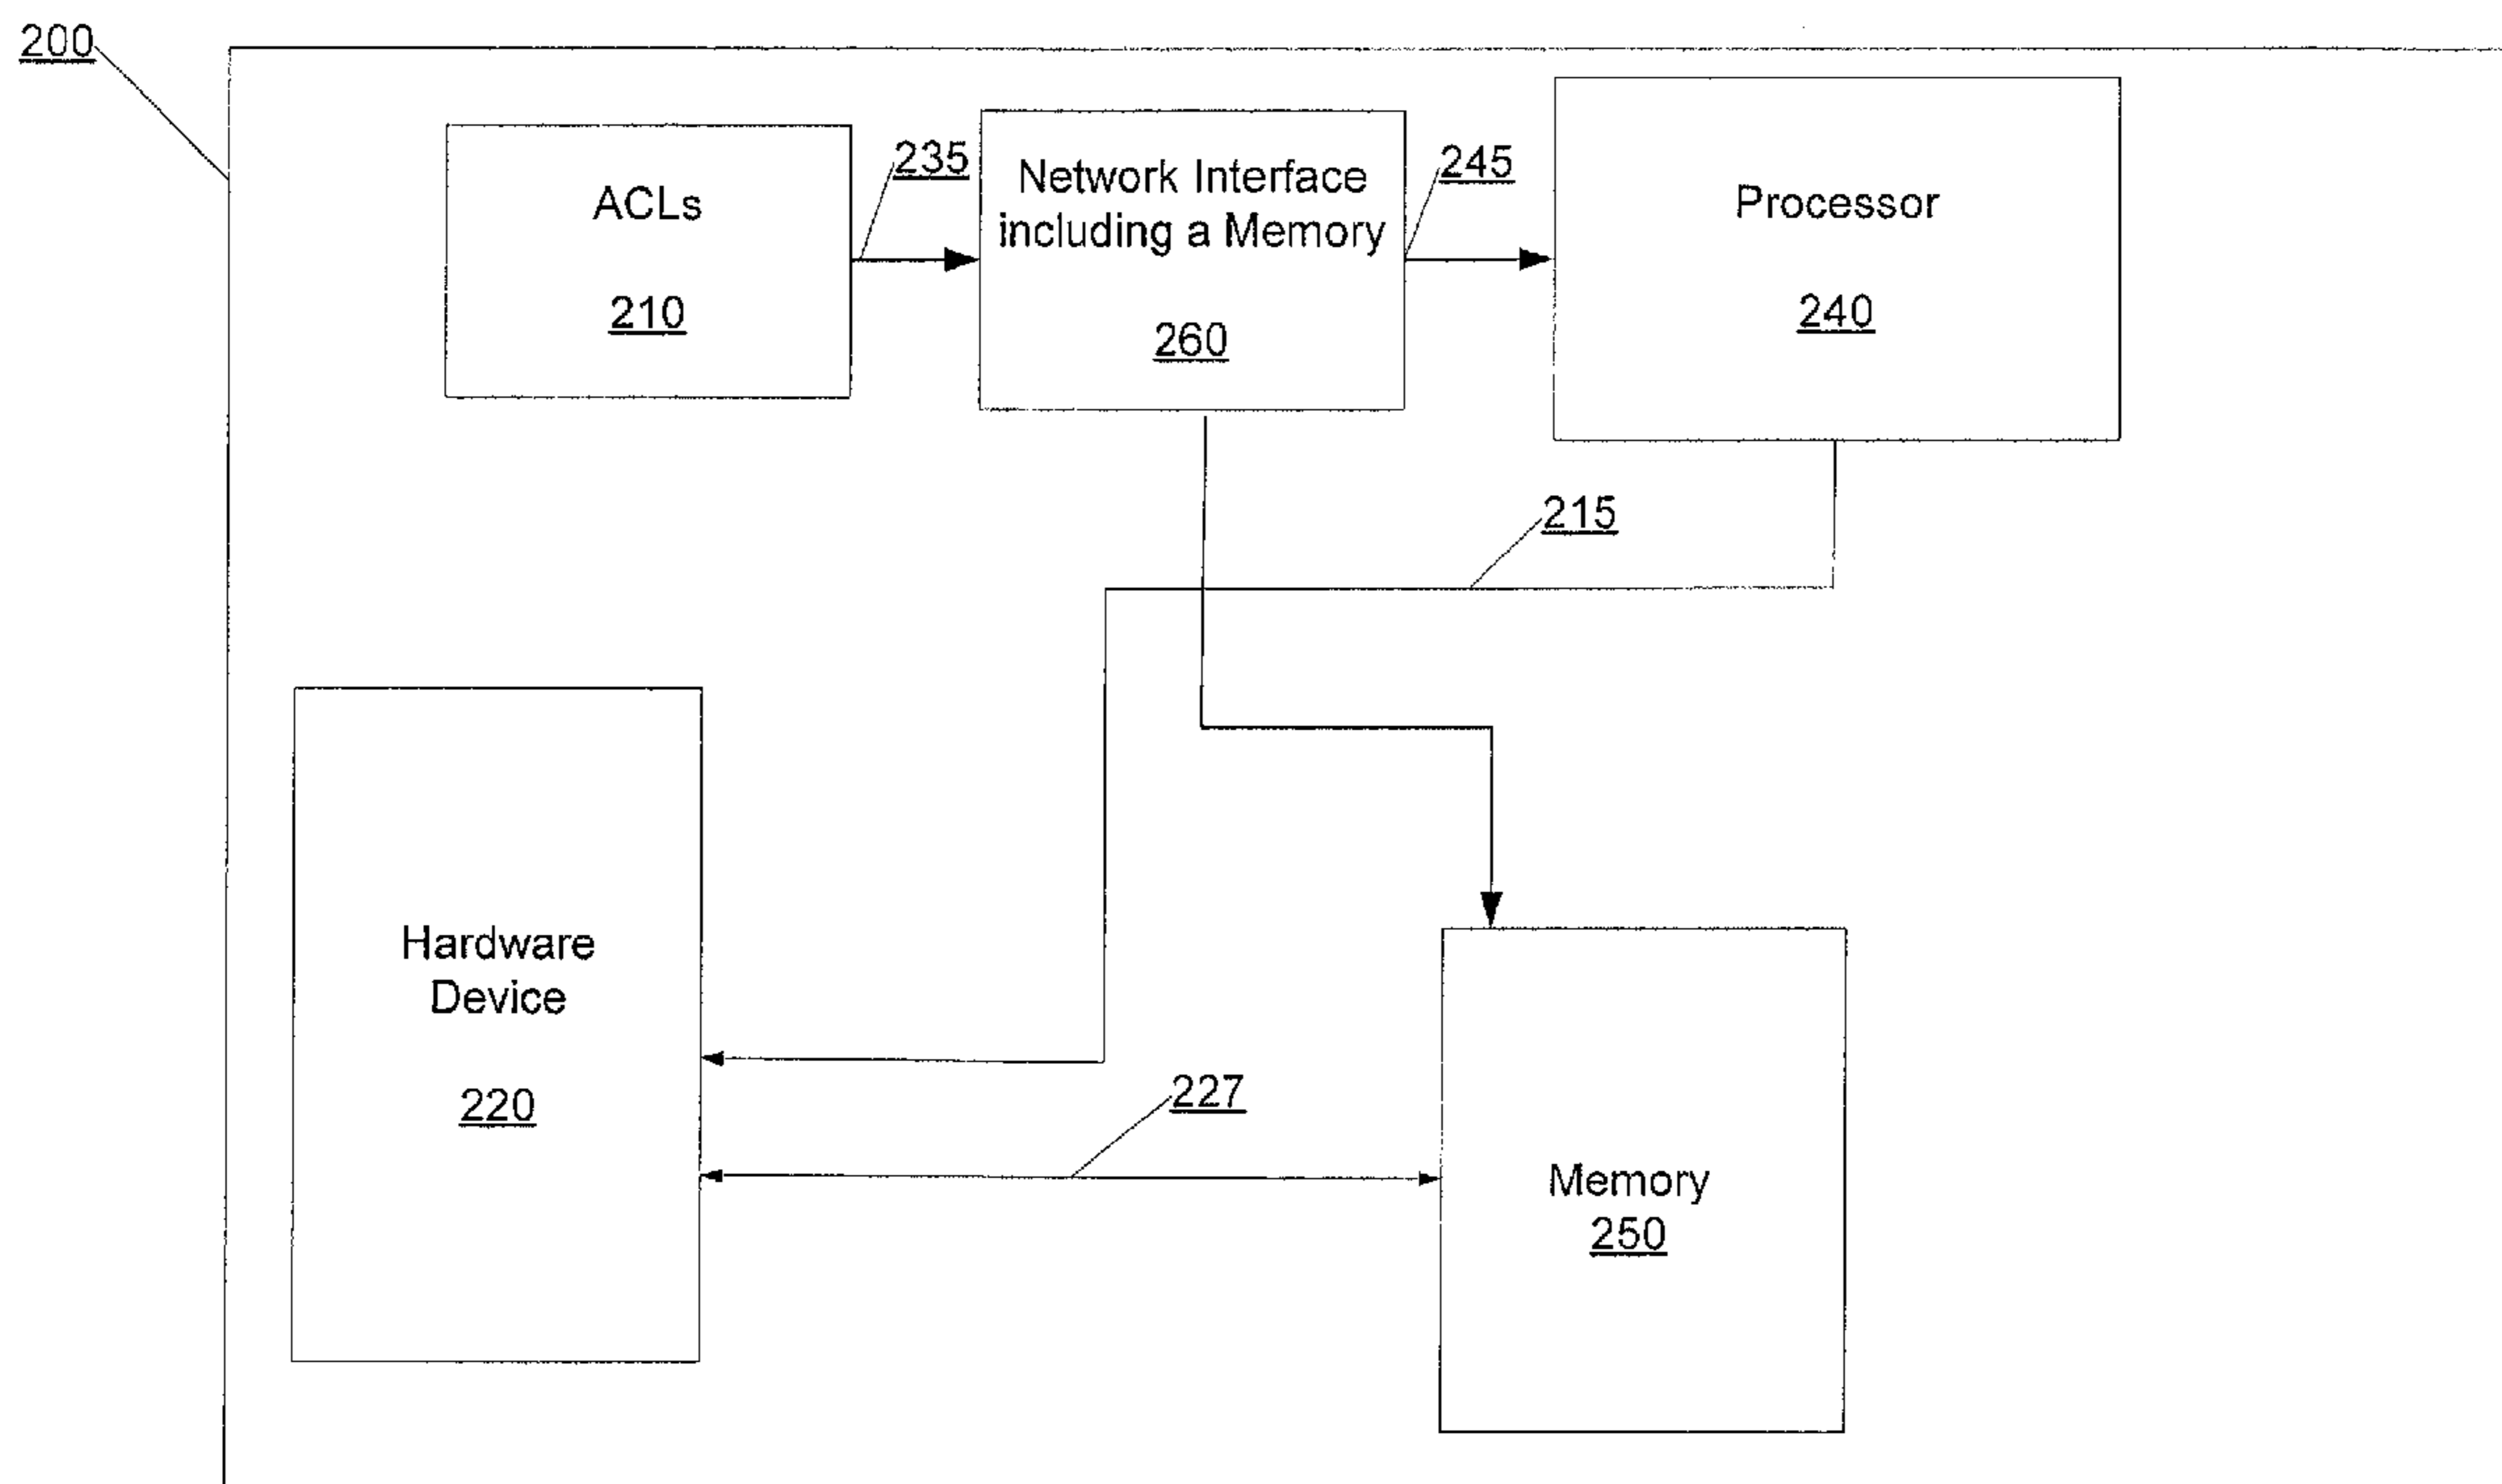 200
ACLs
210
235
Network Interface
including a Memory
260
245
Processor
240
215
Hardware
Device
220
227
Memory
250